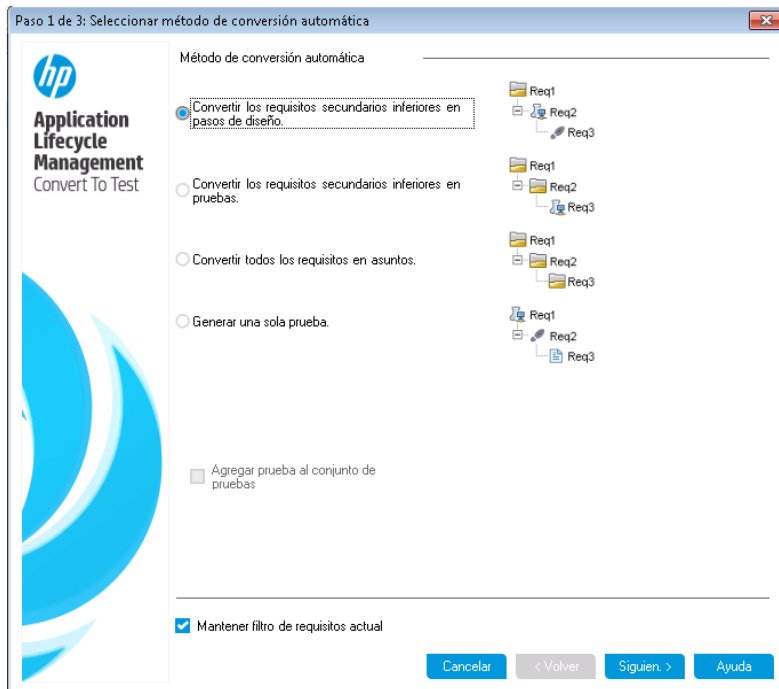 Paso 1 de 3: Seleccionar método de conversión automática
hp
Application
Lifecycle
Management
Convert To Test
Método de conversión automática
Convertir los requisitos secundarios inferiores en
pasos de diseño.
Req1
Req2
Req3
Convertir los requisitos secundarios inferiores en
pruebas.
Req1
Req2
Req3
Convertir todos los requisitos en asuntos.
Req1
Req2
Req3
Generar una sola prueba.
Req1
Req2
Req3
Agregar prueba al conjunto de
pruebas
Mantener filtro de requisitos actual
Cancelar
< Volver
Siguien. >
Ayuda